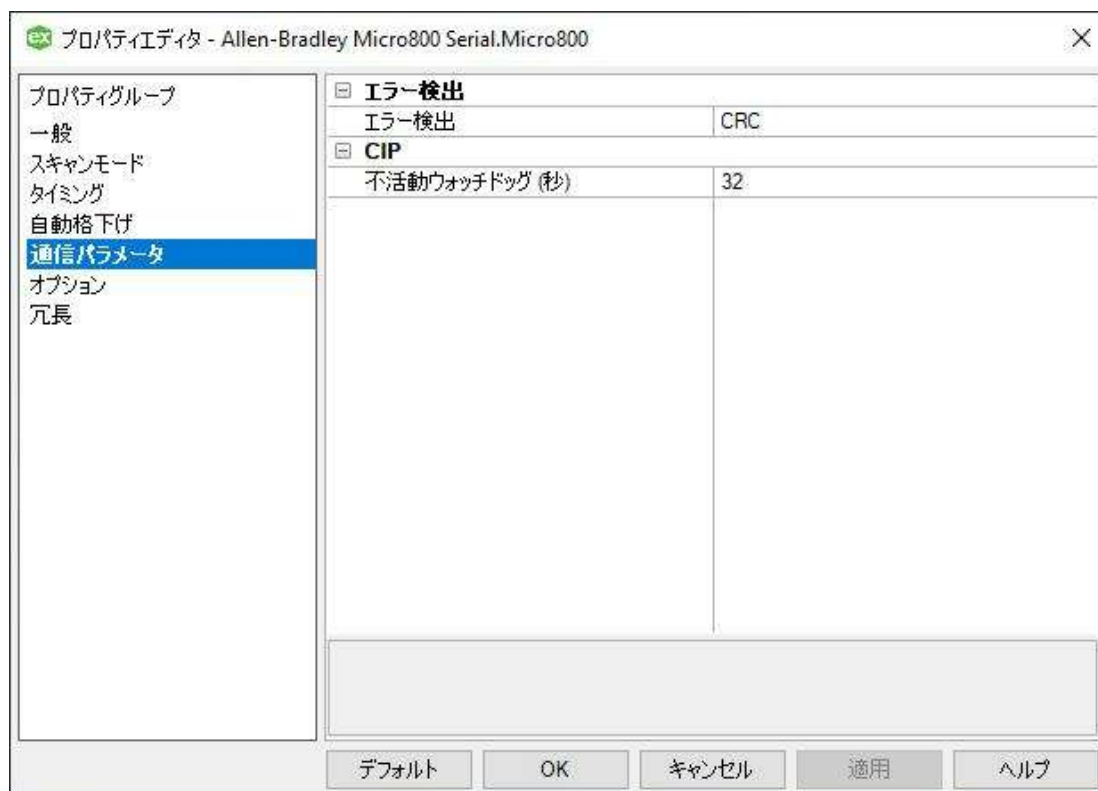 プロパティエディタ - Allen-Bradley Micro800 Serial.Micro800
プロパティグループ
一般
スキャンモード
タイミング
自動格下げ
通信パラメータ
オプション
冗長
エラー検出
エラー検出 CRC
CIP
不活動ウォッチドッグ (秒) 32
デフォルト OK キャンセル 適用 ヘルプ